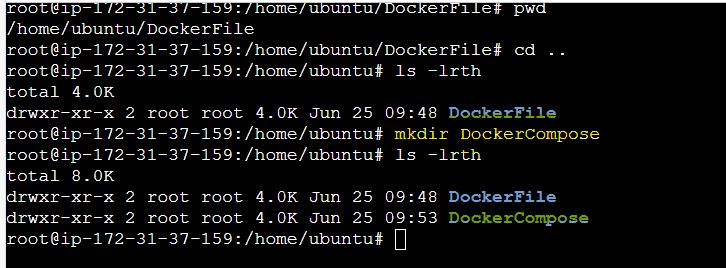 root@ip-172-31-37-159:/home/ubuntu/DockerFile# pwd
/home/ubuntu/DockerFile
root@ip-172-31-37-159:/home/ubuntu/DockerFile# cd ..
root@ip-172-31-37-159:/home/ubuntu# ls -lrth
total 4.0K
drwxr-xr-x 2 root root 4.0K Jun 25 09:48 DockerFile
root@ip-172-31-37-159:/home/ubuntu# mkdir DockerCompose
root@ip-172-31-37-159:/home/ubuntu# ls -lrth
total 8.0K
drwxr-xr-x 2 root root 4.0K Jun 25 09:48 DockerFile
drwxr-xr-x 2 root root 4.0K Jun 25 09:53 DockerCompose
root@ip-172-31-37-159:/home/ubuntu#